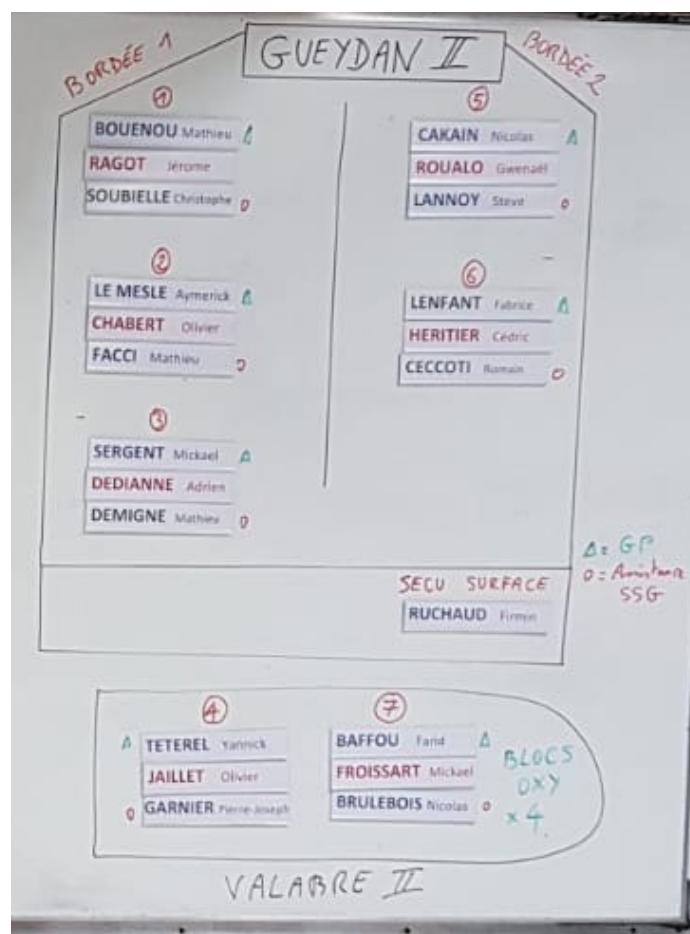 GUEYDAN II
BORDÉE 1
BORDÉE 2
①
BOUENOU Mathieu Δ
RAGOT Jérome
SOUBIELLE Christophe O
②
LE MESLE Aymerick Δ
CHABERT Olivier
FACCI Mathieu O
③
SERGENT Mickael Δ
DEDIANNE Adrien
DEMIGNE Mathieu O
⑤
CAKAIN Nicolas Δ
ROUALO Gwenaël
LANNOY Steve O
⑥
LENFANT Fabrice Δ
HERITIER Cédric
CECCOTI Romain O
Δ = GP
O = Assistance
SSG
SECU SURFACE
RUCHAUD Firmin
④
Δ TETEREL Yannick
JAILLET Olivier
O GARNIER Pierre-Joseph
⑦
BAFFOU Farid Δ
FROISSART Mickael
BRULEBOIS Nicolas O
BLOCS
OXY
x 4.
VALABRE II